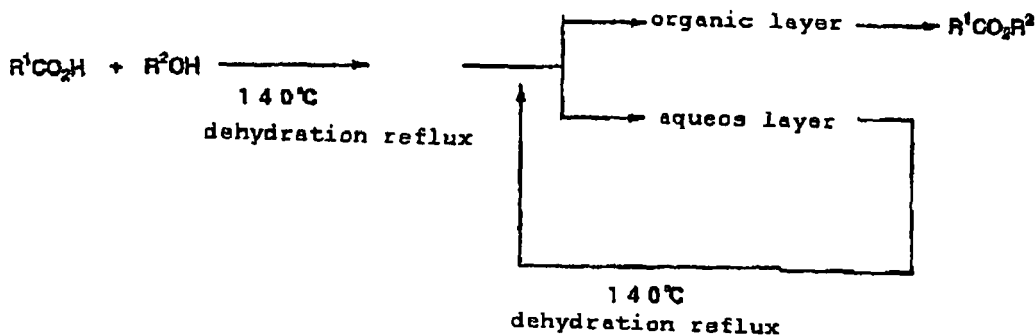 organic layer R¹CO₂R²
R¹CO₂H + R²OH
140℃
dehydration reflux
aqueos layer
140℃
dehydration reflux